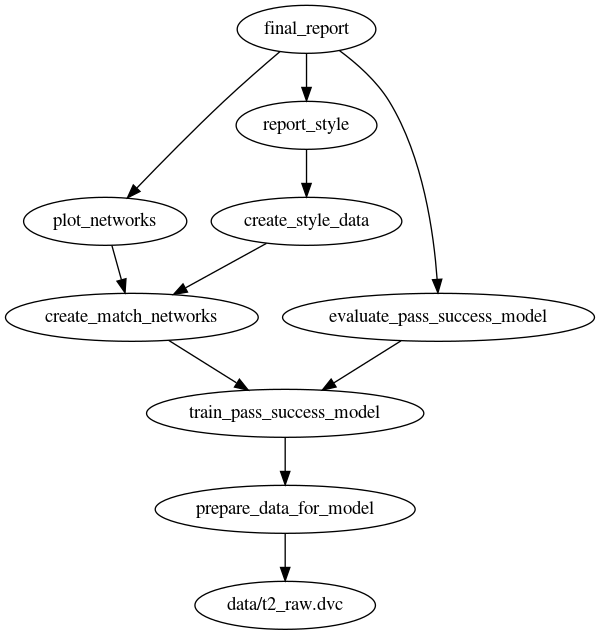 final_report
report_style
plot_networks
create_style_data
create_match_networks
evaluate_pass_success_model
train_pass_success_model
prepare_data_for_model
data/t2_raw.dvc